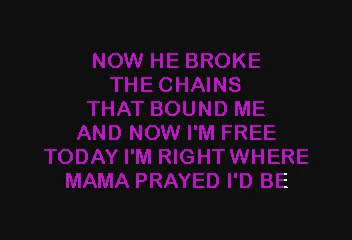 NOW HE BROKE
THE CHAINS
THAT BOUND ME
AND NOW I'M FREE
TODAY I'M RIGHT WHERE
MAMA PRAYED I'D BE